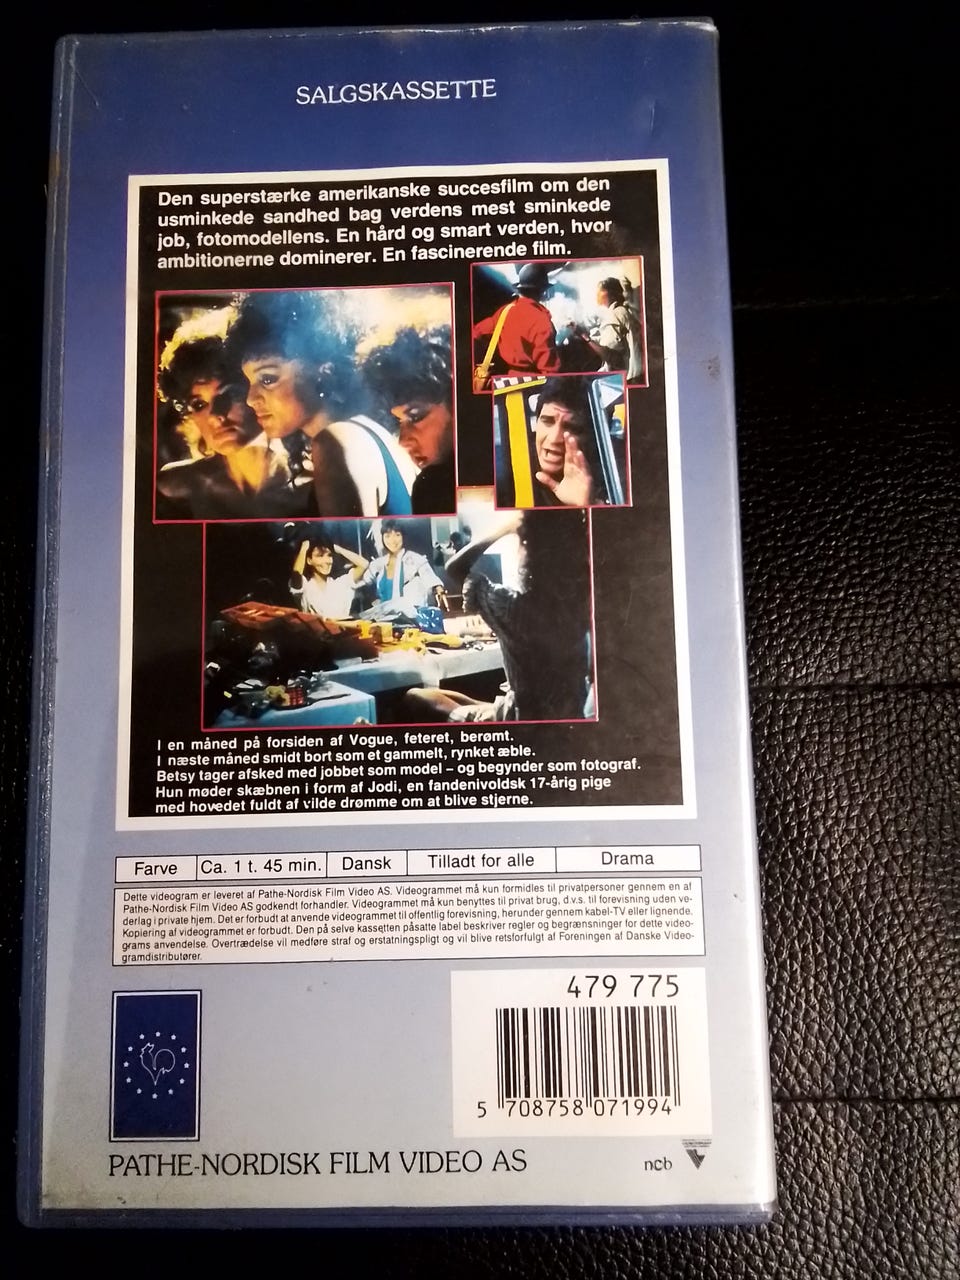 SALGSKASSETTE
Den superstærke amerikanske succesfilm om den
usminkede sandhed bag verdens mest sminkede
job, fotomodellens. En hård og smart verden, hvor
ambitionerne dominerer. En fascinerende film.
I en måned på forsiden af Vogue, feteret, berømt.
I næste måned smidt bort som et gammelt, rynket æble.
Betsy tager afsked med jobbet som model – og begynder som fotograf.
Hun møder skæbnen i form af Jodi, en fandenivoldsk 17-årig pige
med hovedet fuldt af vilde drømme om at blive stjerne.
Farve Ca. 1 t. 45 min. Dansk Tilladt for alle Drama
Dette videogram er leveret af Pathe-Nordisk Film Video AS. Videogrammet må kun formidles til privatpersoner gennem en af
Pathe-Nordisk Film Video AS godkendt forhandler. Videogrammet må kun benyttes til privat brug, d.v.s. til forevisning uden ve-
derlag i private hjem. Det er forbudt at anvende videogrammet til offentlig forevisning, herunder gennem kabel-TV eller lignende.
Kopiering af videogrammet er forbudt. Den på selve kassetten påsatte label beskriver regler og begrænsninger for dette video-
grams anvendelse. Overtrædelse vil medføre straf og erstatningspligt og vil blive retsforfulgt af Foreningen af Danske Video-
gramdistributører.
479 775
5 708758 071994
PATHE-NORDISK FILM VIDEO AS
ncb